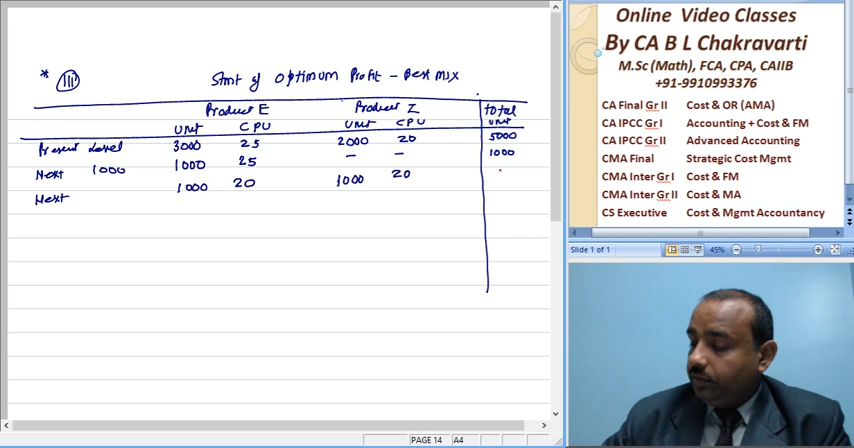 * (iii) Stmt of optimum Profit - Best Mix
Product E Product Z Total
Unit CPU Unit CPU Unit
Present Level 3000 25 2000 20 5000
Next 1000 1000 25 - - 1000
Next 1000 20 1000 20
PAGE 14 A4
Online Video Classes
By CA B L Chakravarti
M.Sc (Math), FCA, CPA, CAIIB
+91-9910993376
CA Final Gr II Cost & OR (AMA)
CA IPCC Gr I Accounting + Cost & FM
CA IPCC Gr II Advanced Accounting
CMA Final Strategic Cost Mgmt
CMA Inter Gr I Cost & FM
CMA Inter Gr II Cost & MA
CS Executive Cost & Mgmt Accountancy
Slide 1 of 1 45%